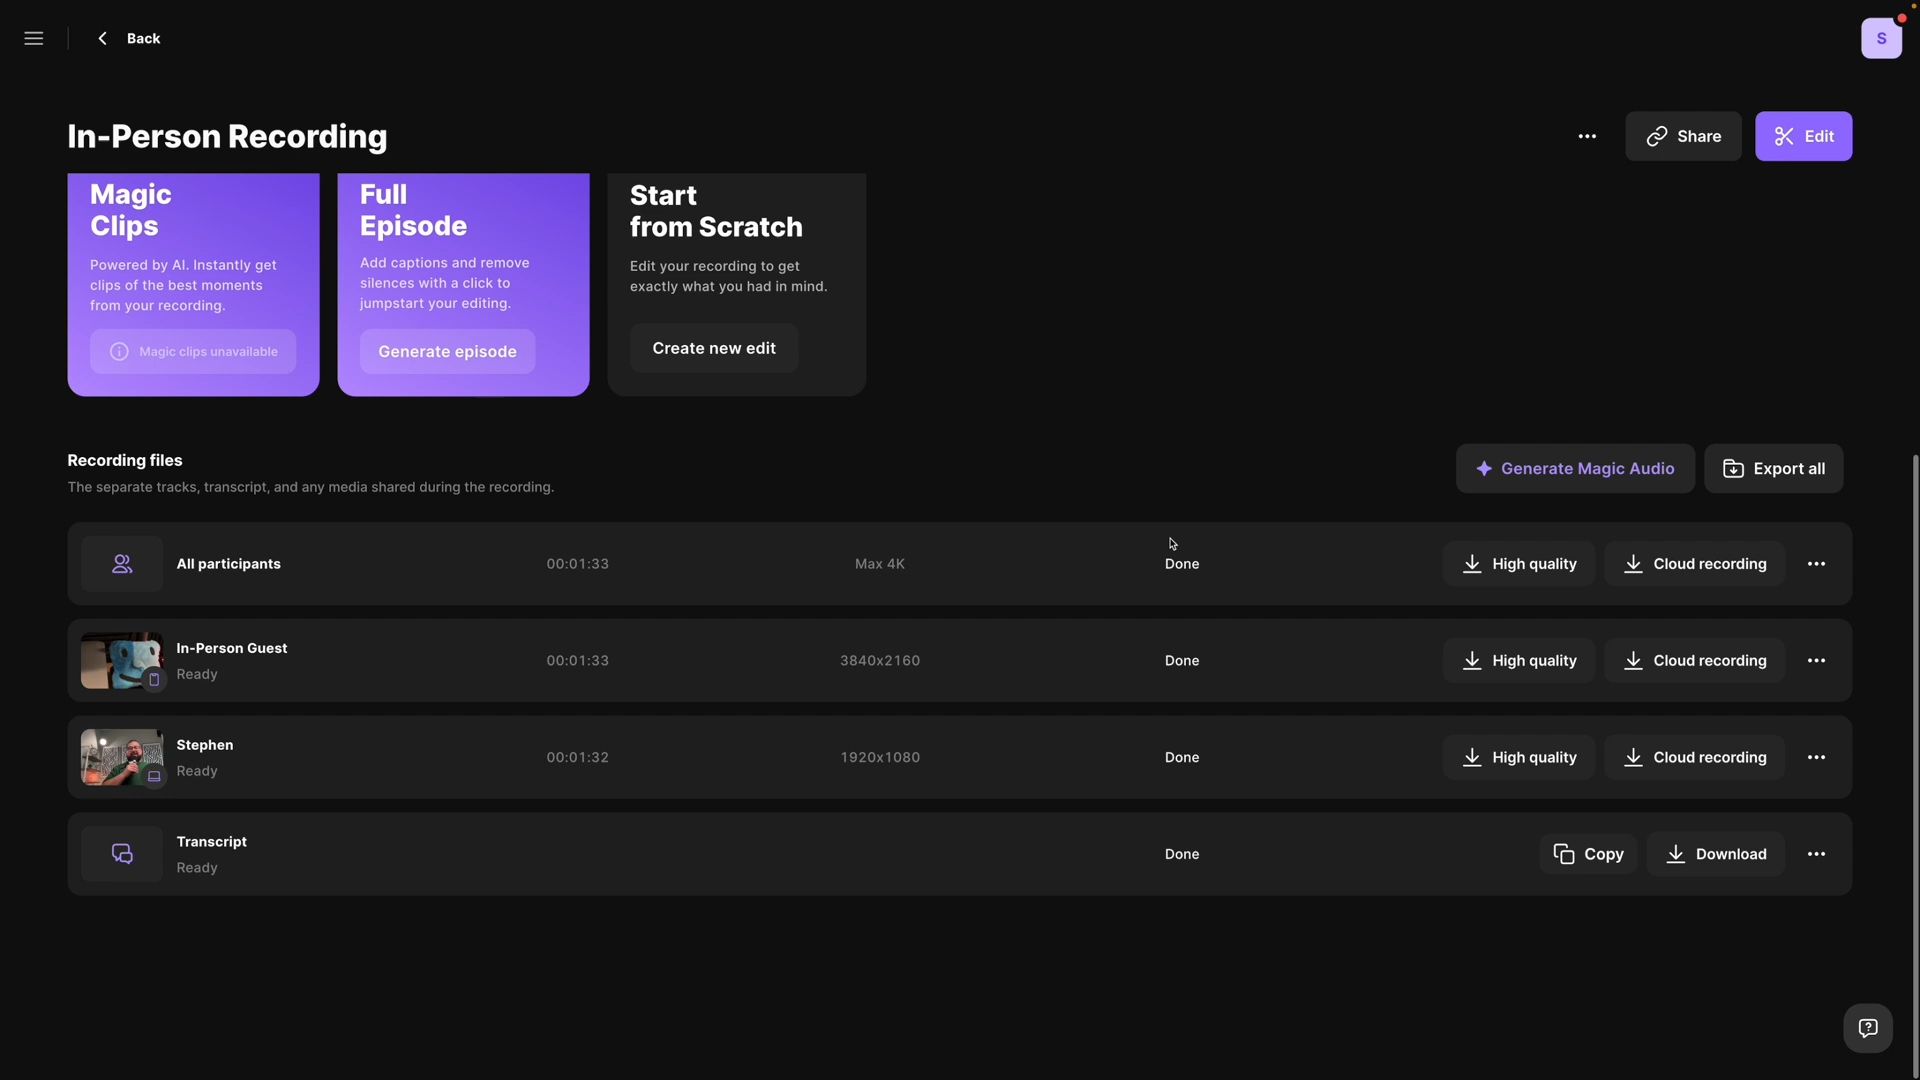 Back
S
In-Person Recording
Share
Edit
Magic
Clips
Powered by AI. Instantly get
clips of the best moments
from your recording.
Magic clips unavailable
Full
Episode
Add captions and remove
silences with a click to
jumpstart your editing.
Generate episode
Start
from Scratch
Edit your recording to get
exactly what you had in mind.
Create new edit
Recording files
The separate tracks, transcript, and any media shared during the recording.
Generate Magic Audio
Export all
All participants
00:01:33
Max 4K
Done
High quality
Cloud recording
In-Person Guest
Ready
00:01:33
3840x2160
Done
High quality
Cloud recording
Stephen
Ready
00:01:32
1920x1080
Done
High quality
Cloud recording
Transcript
Ready
Done
Copy
Download